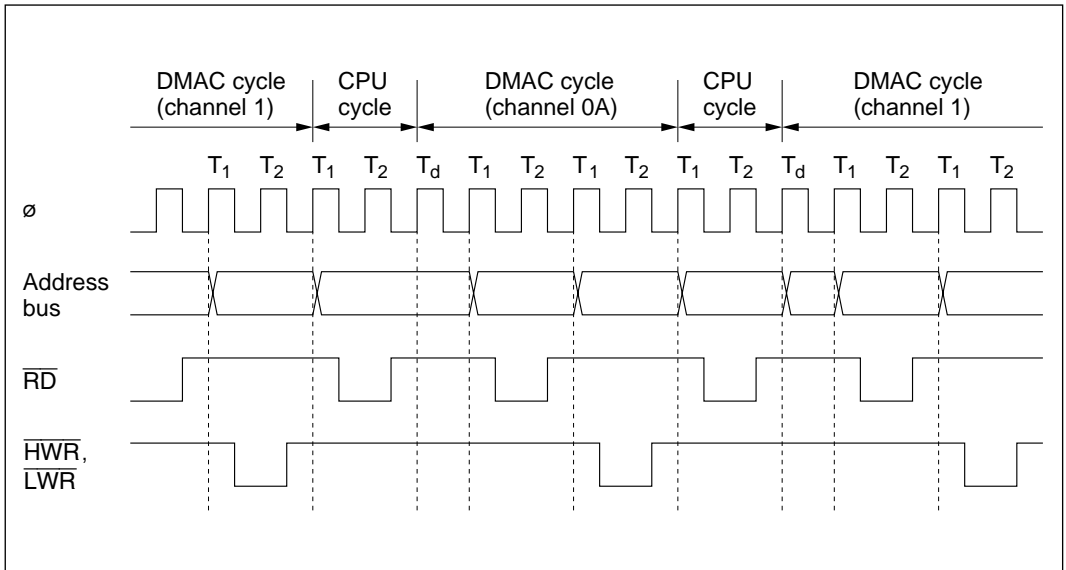 DMAC cycle (channel 1)
CPU cycle
DMAC cycle (channel 0A)
CPU cycle
DMAC cycle (channel 1)
T1 T2 T1 T2 Td T1 T2 T1 T2 T1 T2 Td T1 T2 T1 T2
ø
Address bus
RD
HWR,
LWR